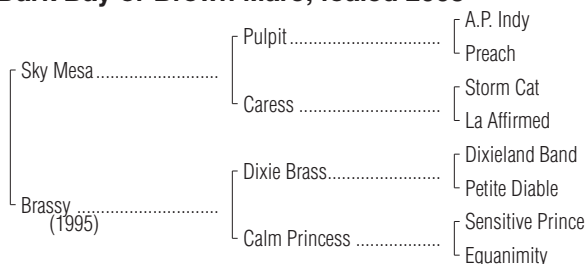 Dark Bay or Brown Mare; foaled
A.P. Indy
Pulpit..........................................
Preach
Sky Mesa..................................
Storm Cat
Caress .......................................
La Affirmed
Dixieland Band
Dixie Brass...............................
Petite Diable
Brassy .......................................
(1995)
Sensitive Prince
Calm Princess .........................
Equanimity